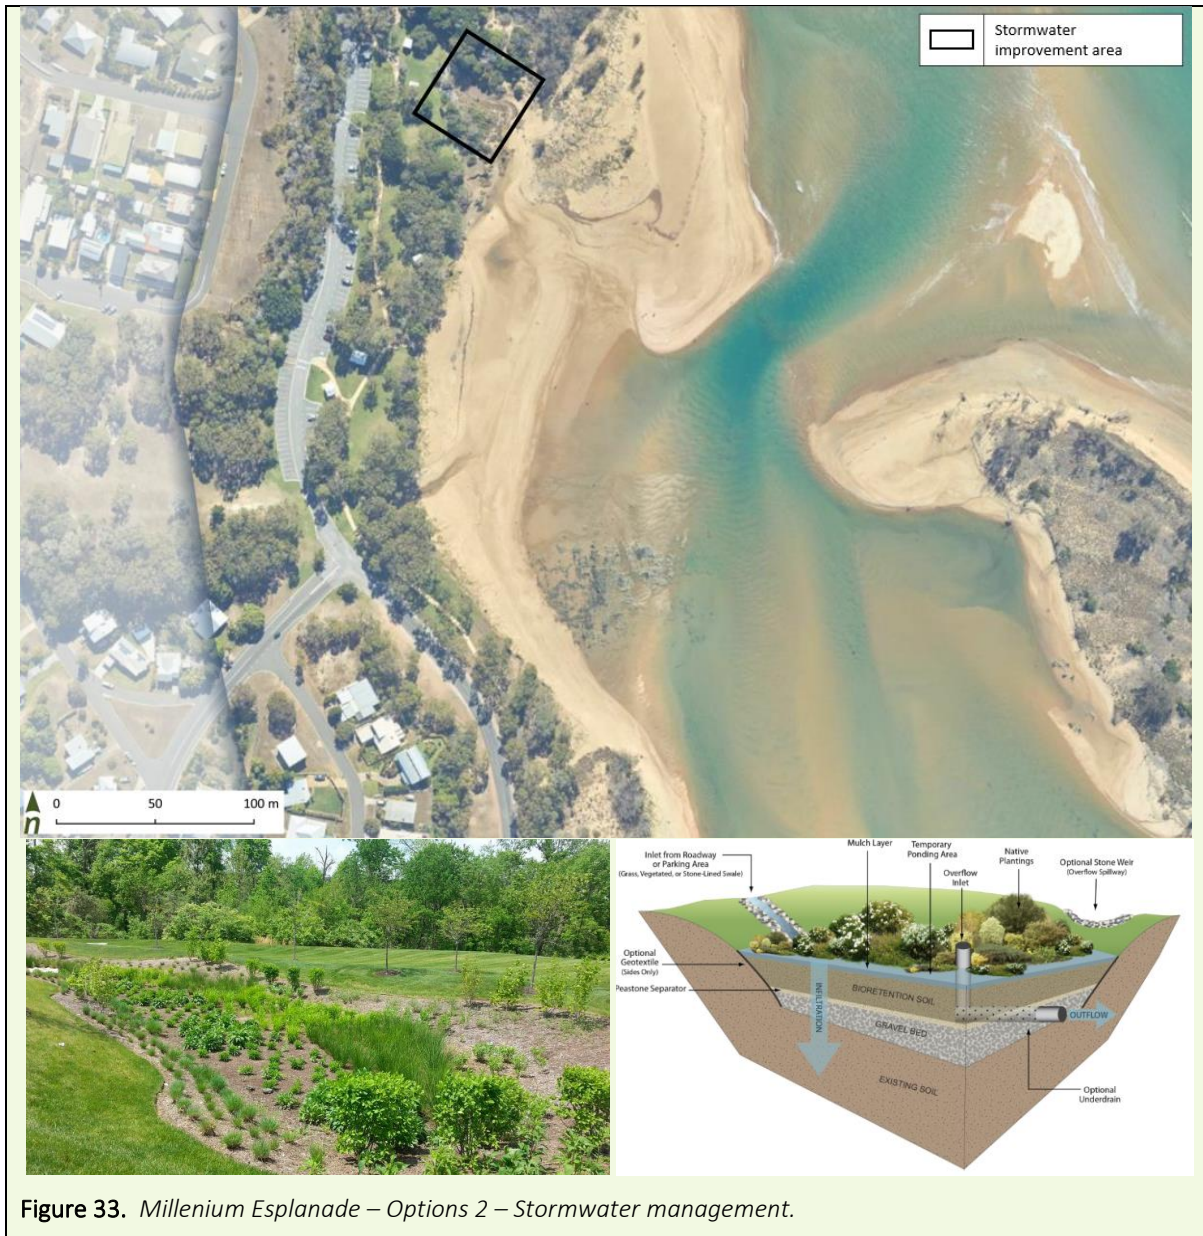 Stormwater
improvement area
n
0 50 100 m
Inlet from Roadway
or Parking Area
(Grass, Vegetated, or Stone-Lined Swale)
Mulch Layer
Temporary
Ponding Area
Overflow
Inlet
Native
Plantings
Optional Stone Weir
(Overflow Spillway)
Optional
Geotextile
(Sides Only)
Peastone Separator
INFILTRATION
BIORETENTION SOIL
GRAVEL BED
OUTFLOW
EXISTING SOIL
Optional
Underdrain
Figure 33. Millenium Esplanade – Options 2 – Stormwater management.